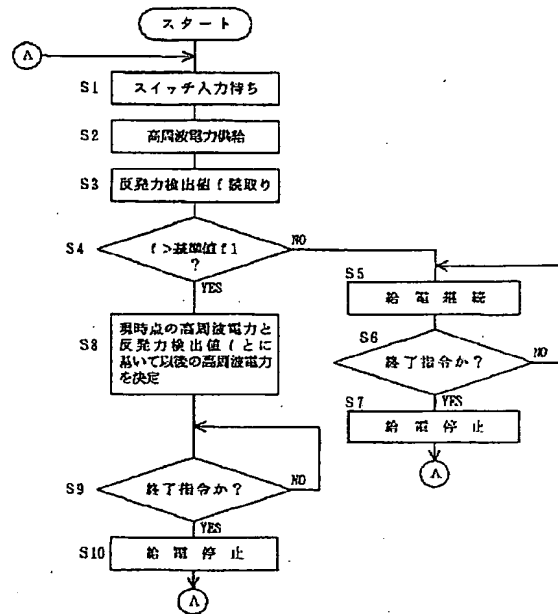 スタート
A
S1
スイッチ入力待ち
S2
高周波電力供給
S3
反発力検出値f読取り
S4
f>基準値f1
?
NO
YES
S5
給電継続
S6
終了指令か?
NO
YES
S7
給電停止
A
S8
現時点の高周波電力と
反発力検出値fとに
基いて以後の高周波電力
を決定
S9
終了指令か?
NO
YES
S10
給電停止
A